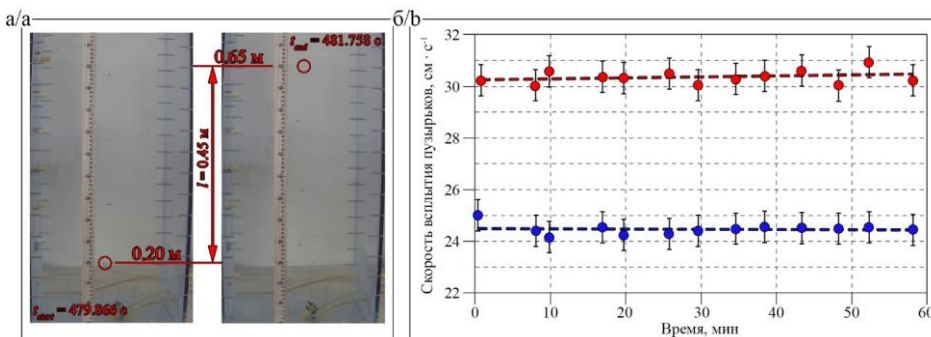 а/a
t_end = 481.758 с
0,65 м
l = 0.45 м
0,20 м
t_start = 479.866 с
б/b
Скорость всплытия пузырьков, см · с⁻¹
32
30
28
26
24
22
0
10
20
30
40
50
60
Время, мин